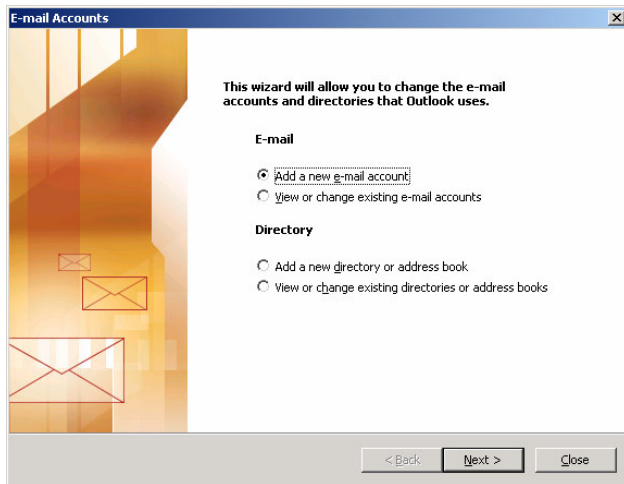 E-mail Accounts
This wizard will allow you to change the e-mail
accounts and directories that Outlook uses.
E-mail
Add a new e-mail account
View or change existing e-mail accounts
Directory
Add a new directory or address book
View or change existing directories or address books
< Back
Next >
Close